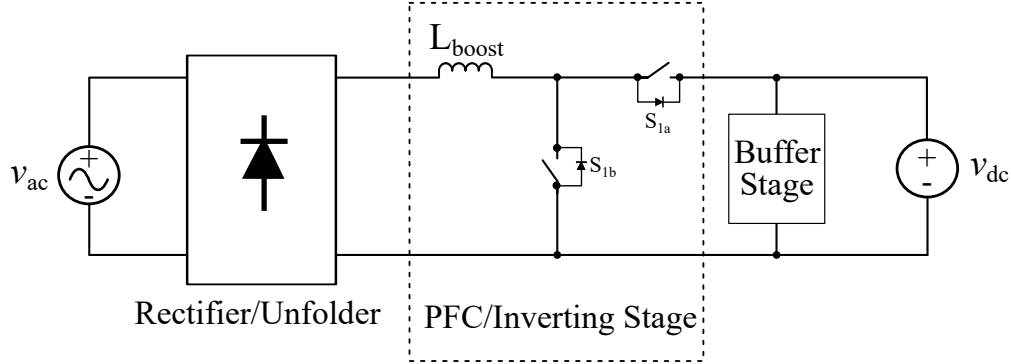 L_boost
S_1a
+
v_ac
-
S_1b
Buffer
Stage
+
-
v_dc
Rectifier/Unfolder
PFC/Inverting Stage